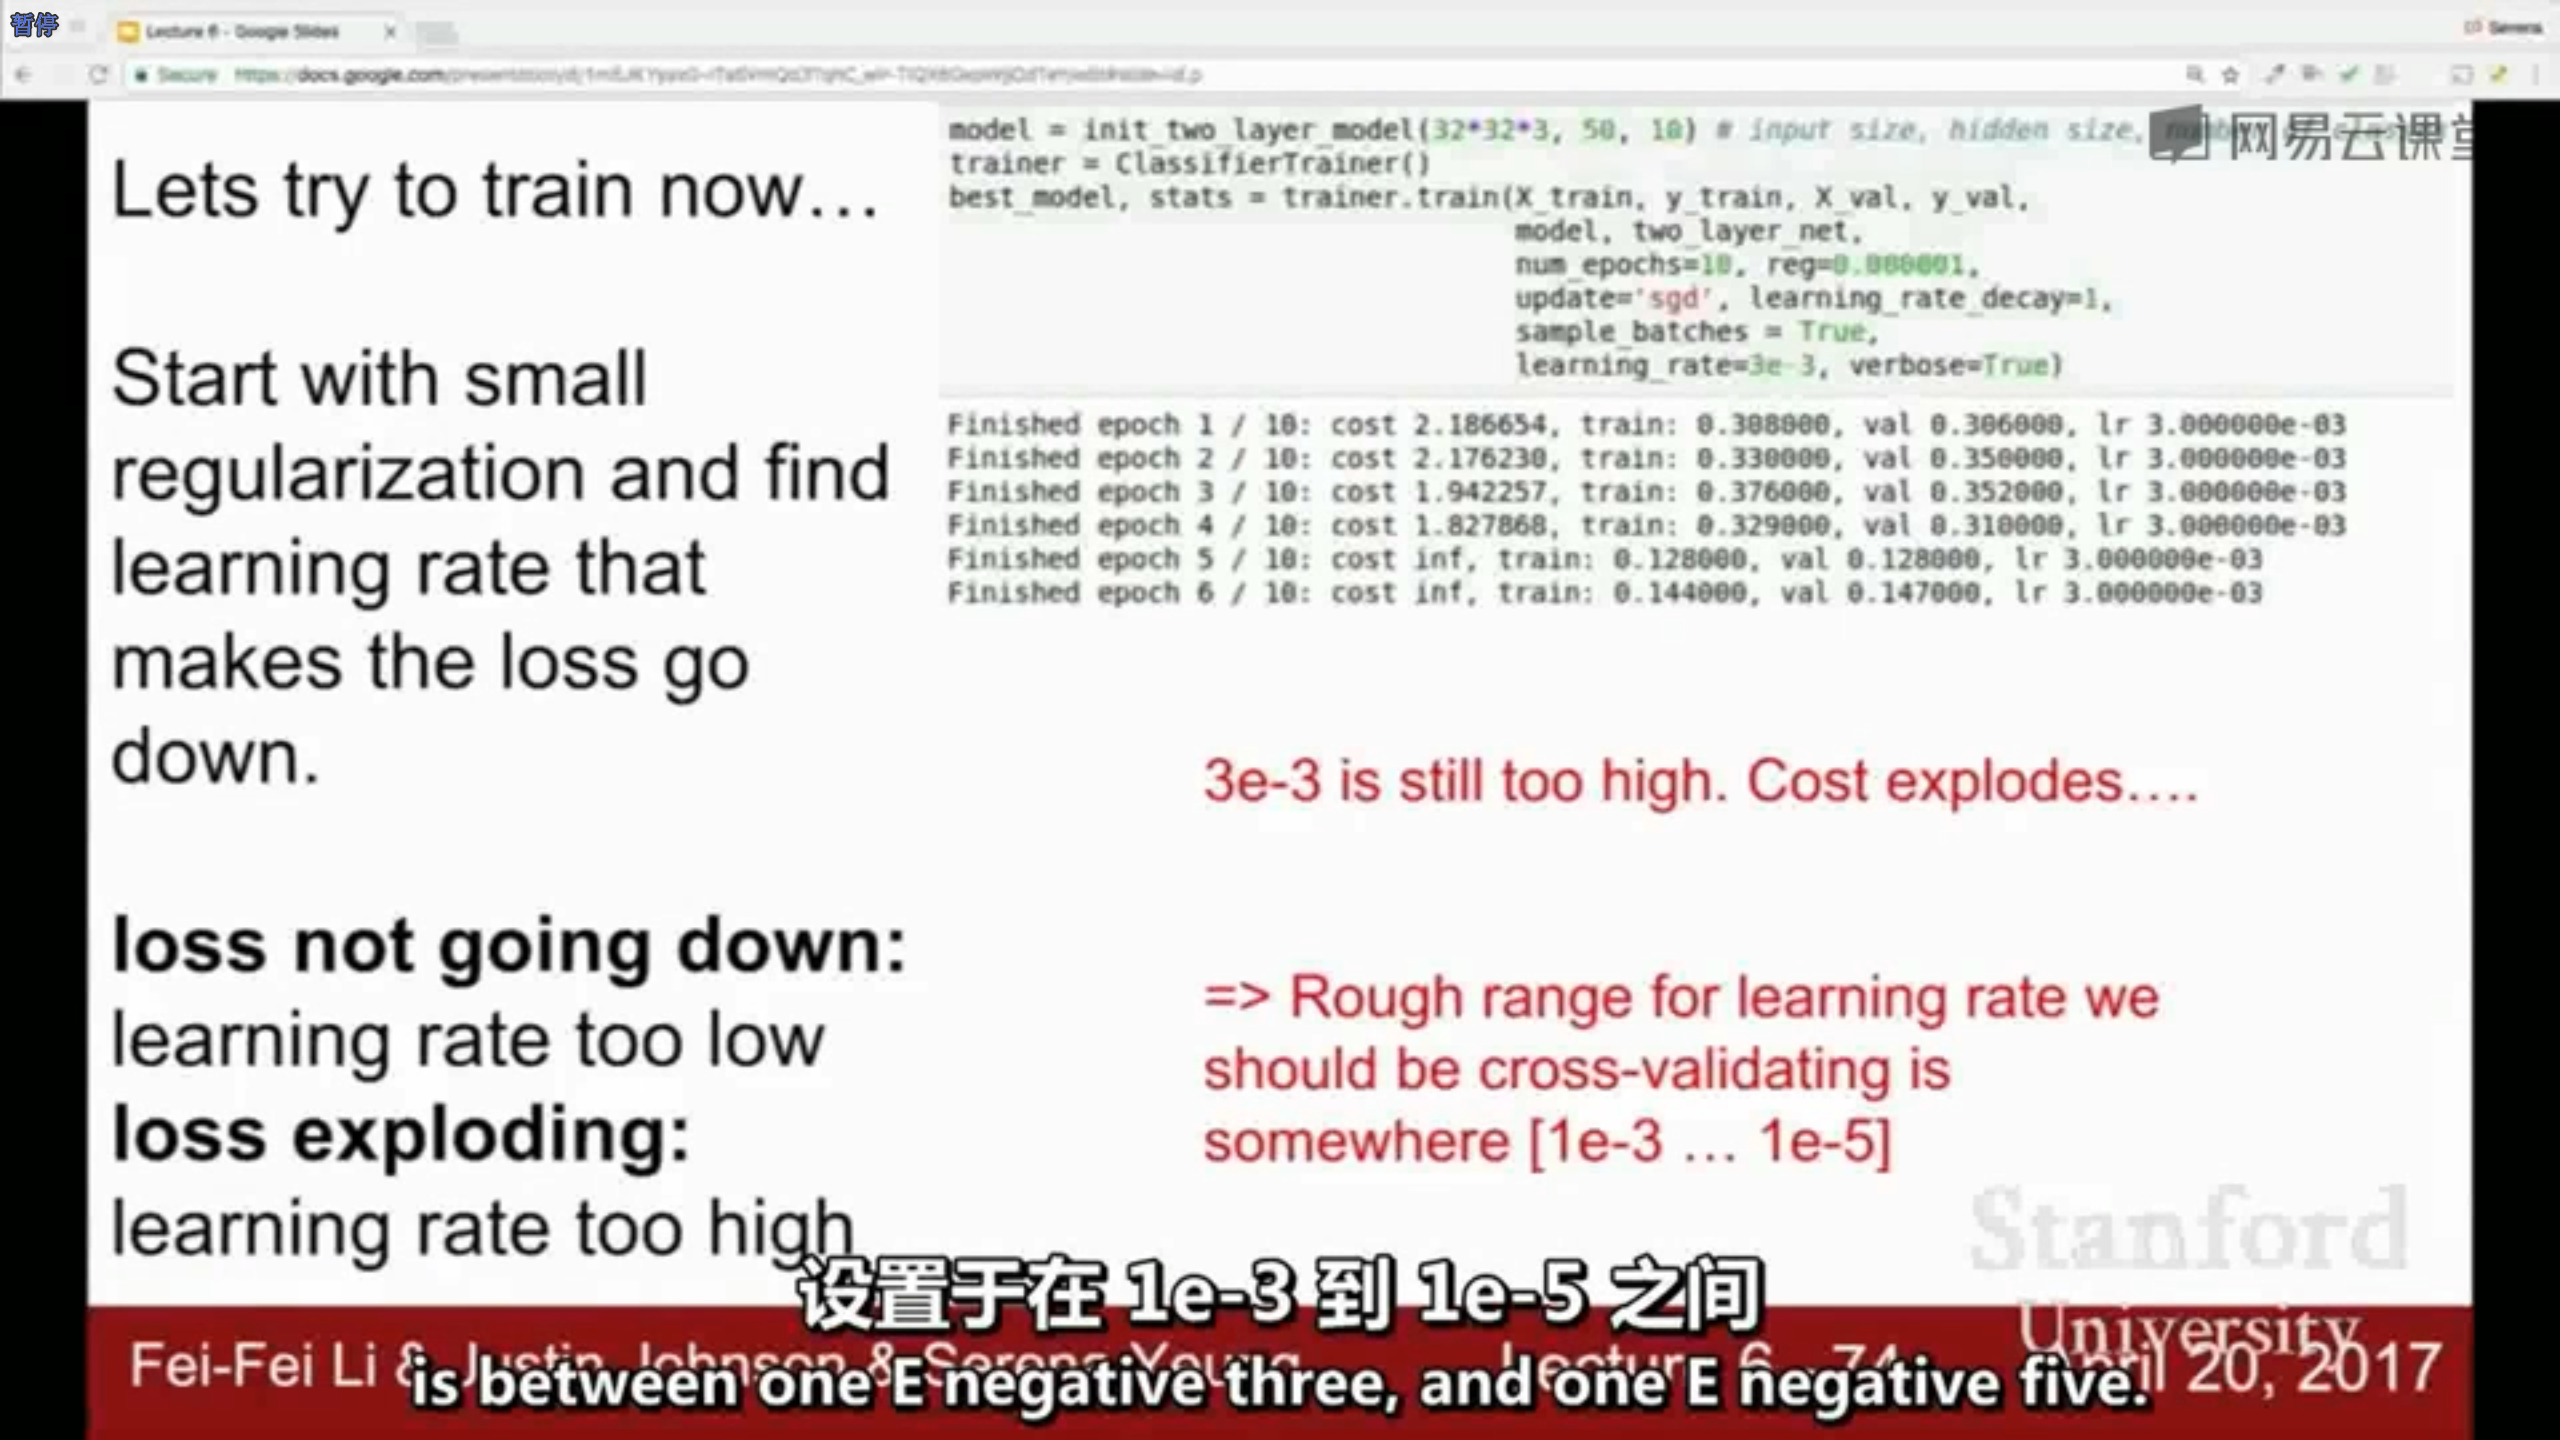 暂停
Lecture 6 - Google Slides
Secure
Lets try to train now…
Start with small
regularization and find
learning rate that
makes the loss go
down.
loss not going down:
learning rate too low
loss exploding:
learning rate too high
model = init_two_layer_model(32*32*3, 50, 10) # input size, hidden size,
网易云课堂
trainer = ClassifierTrainer()
best_model, stats = trainer.train(X_train, y_train, X_val, y_val,
model, two_layer_net,
num_epochs=10, reg=0.000001,
update='sgd', learning_rate_decay=1,
sample_batches = True,
learning_rate=3e-3, verbose=True)
Finished epoch 1 / 10: cost 2.186654, train: 0.308000, val 0.306000, lr 3.000000e-03
Finished epoch 2 / 10: cost 2.176230, train: 0.330000, val 0.350000, lr 3.000000e-03
Finished epoch 3 / 10: cost 1.942257, train: 0.376000, val 0.352000, lr 3.000000e-03
Finished epoch 4 / 10: cost 1.827868, train: 0.329000, val 0.310000, lr 3.000000e-03
Finished epoch 5 / 10: cost inf, train: 0.128000, val 0.128000, lr 3.000000e-03
Finished epoch 6 / 10: cost inf, train: 0.144000, val 0.147000, lr 3.000000e-03
3e-3 is still too high. Cost explodes….
=> Rough range for learning rate we
should be cross-validating is
somewhere [1e-3 … 1e-5]
Stanford
University
设置于在 1e-3 到 1e-5 之间
Fei-Fei Li & Justin Johnson & Serena Yeung Lecture 6 - 74 April 20, 2017
is between one E negative three, and one E negative five.